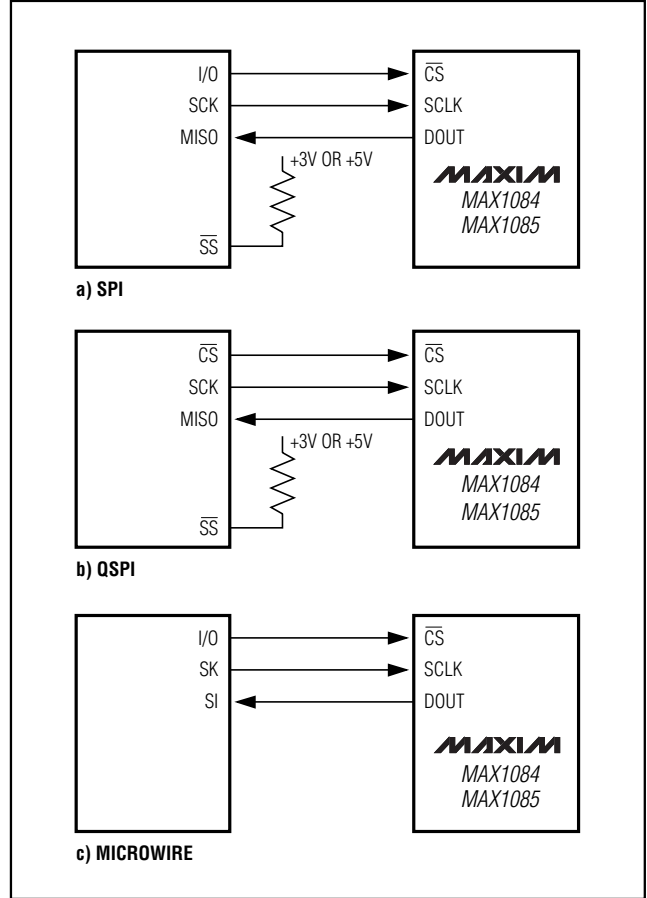 I/O CS
SCK SCLK
MISO DOUT
+3V OR +5V
MAXIM
MAX1084
MAX1085
SS
a) SPI
CS CS
SCK SCLK
MISO DOUT
+3V OR +5V
MAXIM
MAX1084
MAX1085
SS
b) QSPI
I/O CS
SK SCLK
SI DOUT
MAXIM
MAX1084
MAX1085
c) MICROWIRE